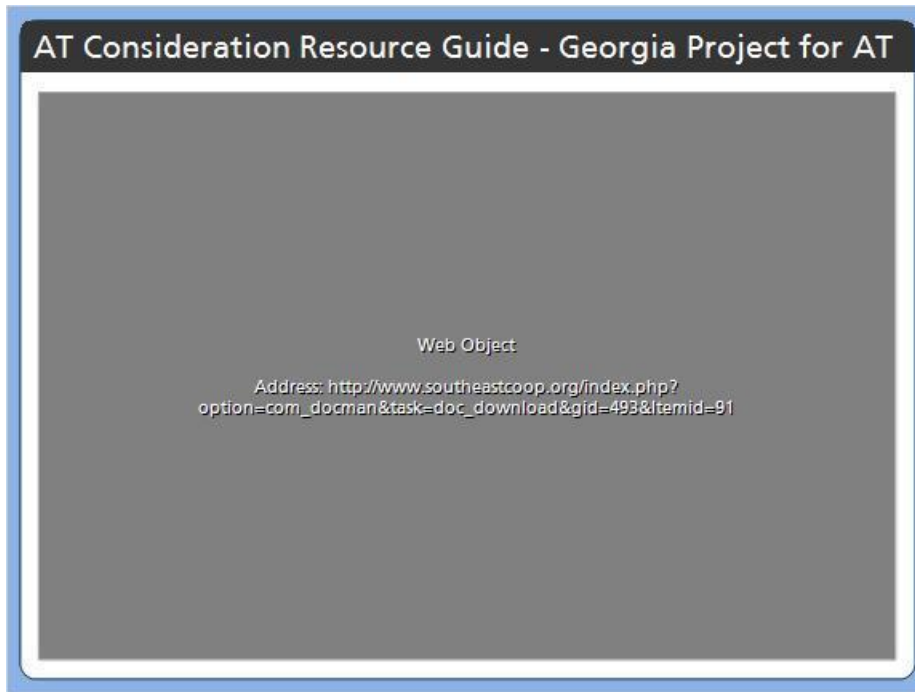 AT Consideration Resource Guide - Georgia Project for AT
Web Object
Address: http://www.southeastcoop.org/index.php?
option=com_docman&task=doc_download&gid=493&Itemid=91